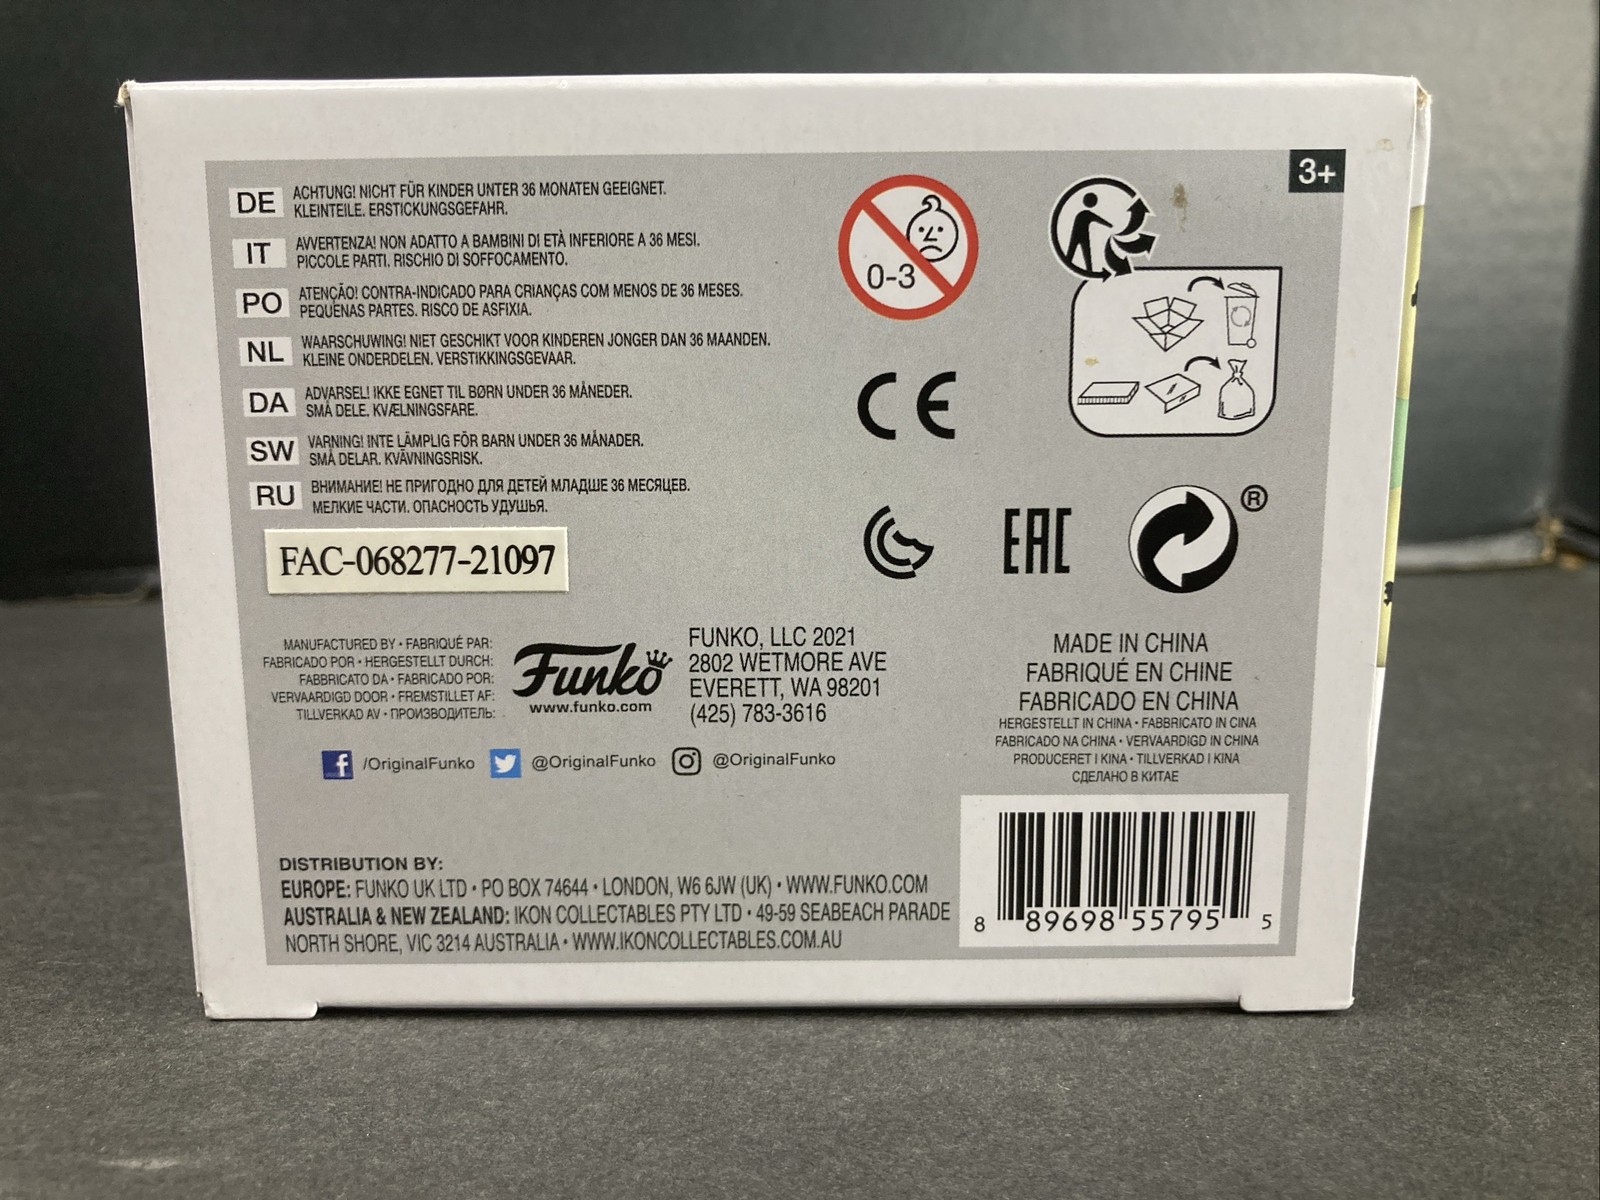 3+
DE
ACHTUNG! NICHT FÜR KINDER UNTER 36 MONATEN GEEIGNET.
KLEINTEILE. ERSTICKUNGSGEFAHR.
IT
AVVERTENZA! NON ADATTO A BAMBINI DI ETÀ INFERIORE A 36 MESI.
PICCOLE PARTI. RISCHIO DI SOFFOCAMENTO.
PO
ATENÇÃO! CONTRA-INDICADO PARA CRIANÇAS COM MENOS DE 36 MESES.
PEQUENAS PARTES. RISCO DE ASFIXIA.
NL
WAARSCHUWING! NIET GESCHIKT VOOR KINDEREN JONGER DAN 36 MAANDEN.
KLEINE ONDERDELEN. VERSTIKKINGSGEVAAR.
DA
ADVARSEL! IKKE EGNET TIL BØRN UNDER 36 MÅNEDER.
SMÅ DELE. KVÆLNINGSFARE.
SW
VARNING! INTE LÄMPLIG FÖR BARN UNDER 36 MÅNADER.
SMÅ DELAR. KVÄVNINGSRISK.
RU
ВНИМАНИЕ! НЕ ПРИГОДНО ДЛЯ ДЕТЕЙ МЛАДШЕ 36 МЕСЯЦЕВ.
МЕЛКИЕ ЧАСТИ. ОПАСНОСТЬ УДУШЬЯ.
0-3
CE
EAC
®
FAC-068277-21097
MANUFACTURED BY • FABRIQUÉ PAR:
FABRICADO POR • HERGESTELLT DURCH:
FABBRICATO DA • FABRICADO POR:
VERVAARDIGD DOOR • FREMSTILLET AF:
TILLVERKAD AV • ПРОИЗВОДИТЕЛЬ:
Funko
www.funko.com
FUNKO, LLC 2021
2802 WETMORE AVE
EVERETT, WA 98201
(425) 783-3616
MADE IN CHINA
FABRIQUÉ EN CHINE
FABRICADO EN CHINA
HERGESTELLT IN CHINA • FABBRICATO IN CINA
FABRICADO NA CHINA • VERVAARDIGD IN CHINA
PRODUCERET I KINA • TILLVERKAD I KINA
СДЕЛАНО В КИТАЕ
/OriginalFunko @OriginalFunko @OriginalFunko
DISTRIBUTION BY:
EUROPE: FUNKO UK LTD • PO BOX 74644 • LONDON, W6 6JW (UK) • WWW.FUNKO.COM
AUSTRALIA & NEW ZEALAND: IKON COLLECTABLES PTY LTD • 49-59 SEABEACH PARADE
NORTH SHORE, VIC 3214 AUSTRALIA • WWW.IKONCOLLECTABLES.COM.AU
8 89698 55795 5